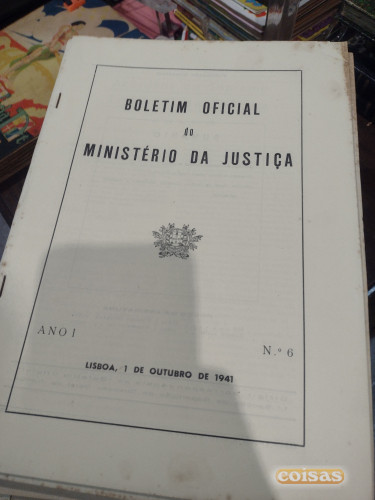 BOLETIM OFICIAL
DO
MINISTÉRIO DA JUSTIÇA
ANO I
N.º 6
LISBOA, 1 DE OUTUBRO DE 1941
coisas